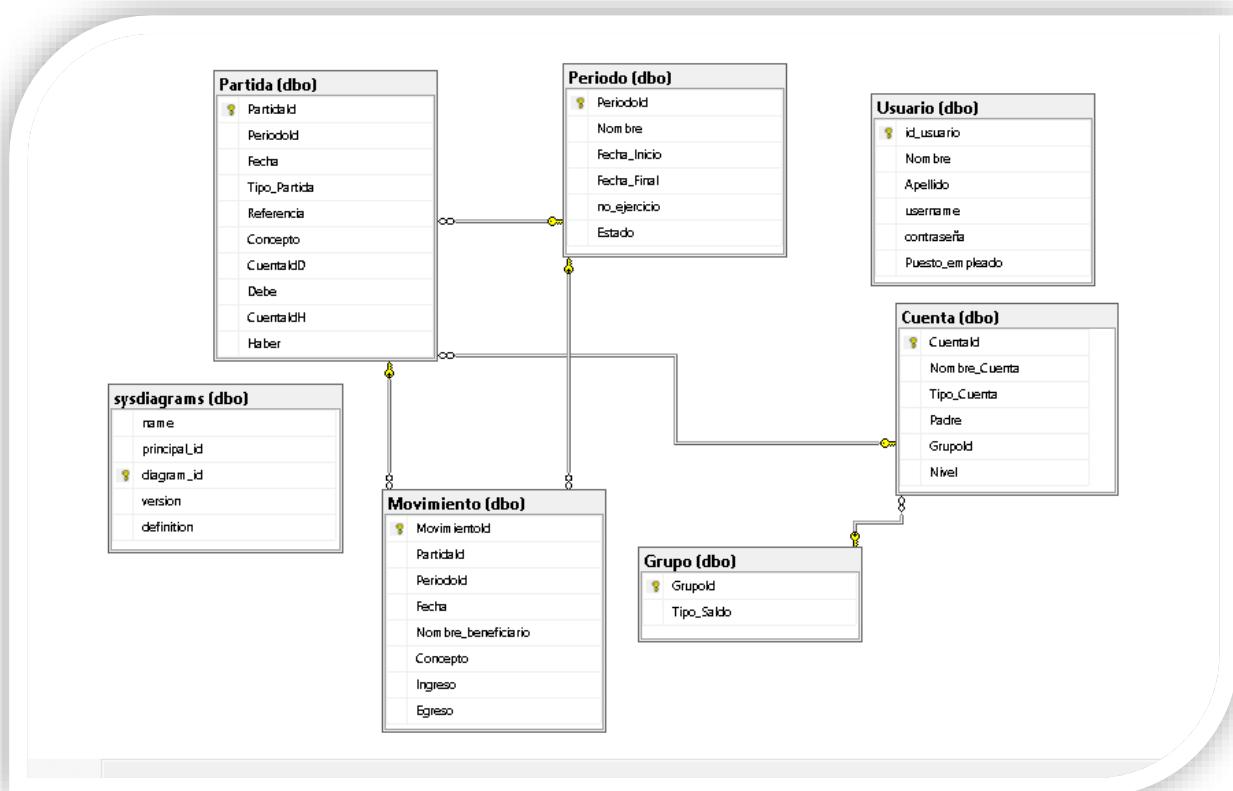 Partida (dbo)
PartidaId
PeriodoId
Fecha
Tipo_Partida
Referencia
Concepto
CuentaIdD
Debe
CuentaIdH
Haber
Periodo (dbo)
PeriodoId
Nombre
Fecha_Inicio
Fecha_Final
no_ejercicio
Estado
Usuario (dbo)
id_usuario
Nombre
Apellido
username
contraseña
Puesto_empleado
Cuenta (dbo)
CuentaId
Nombre_Cuenta
Tipo_Cuenta
Padre
GrupoId
Nivel
sysdiagrams (dbo)
name
principal_id
diagram_id
version
definition
Movimiento (dbo)
MovimientoId
PartidaId
PeriodoId
Fecha
Nombre_beneficiario
Concepto
Ingreso
Egreso
Grupo (dbo)
GrupoId
Tipo_Saldo